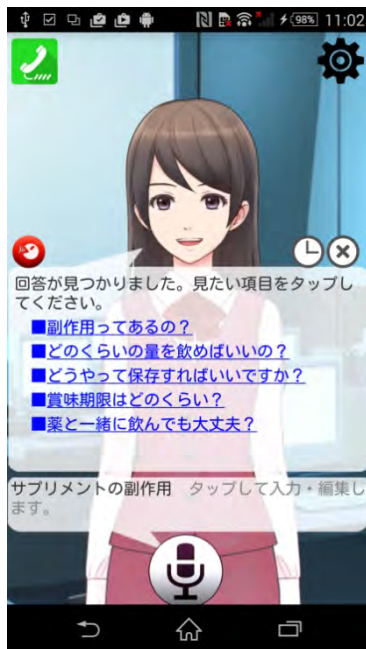 98% 11:02
回答が見つかりました。見たい項目をタップし
てください。
■副作用ってあるの？
■どのくらいの量を飲めばいいの？
■どうやって保存すればいいですか？
■賞味期限はどのくらい？
■薬と一緒に飲んでも大丈夫？
サプリメントの副作用　タップして入力・編集し
ます。